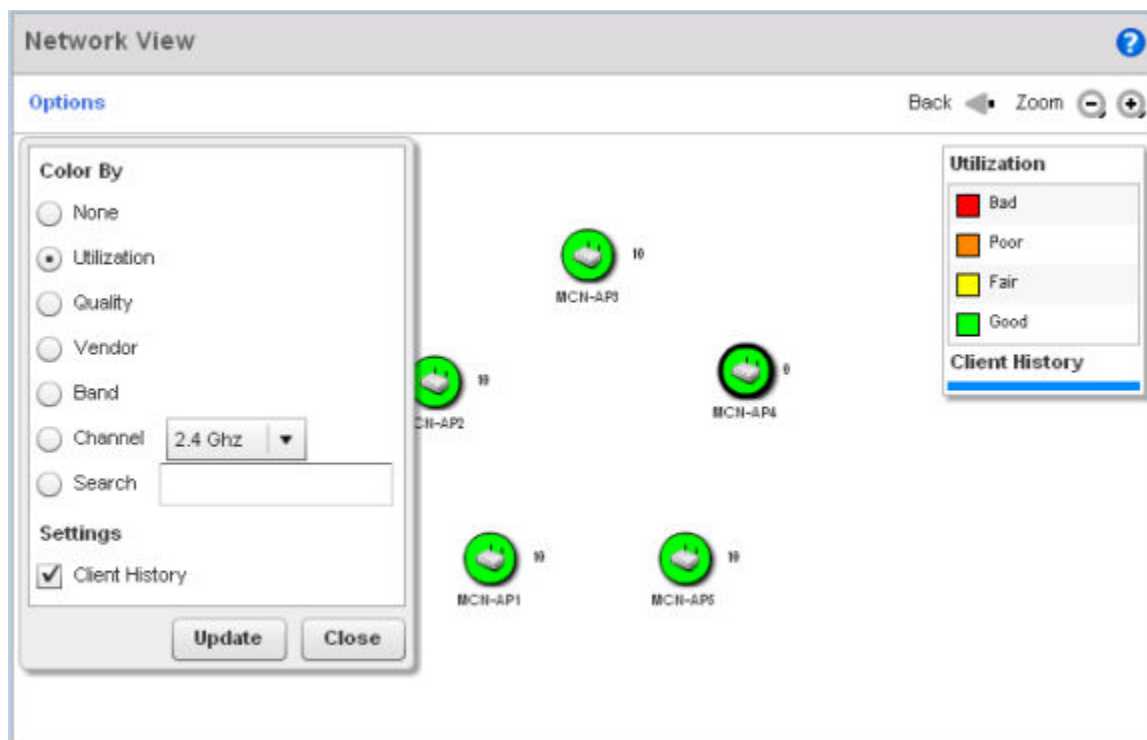 Network View
?
Options
Back Zoom
Color By
None
Utilization
Quality
Vendor
Band
Channel 2.4 Ghz
Search
Settings
Client History
Update Close
10
MCN-AP3
10
CN-AP2
0
MCN-AP4
10
MCN-AP1
10
MCN-AP5
Utilization
Bad
Poor
Fair
Good
Client History